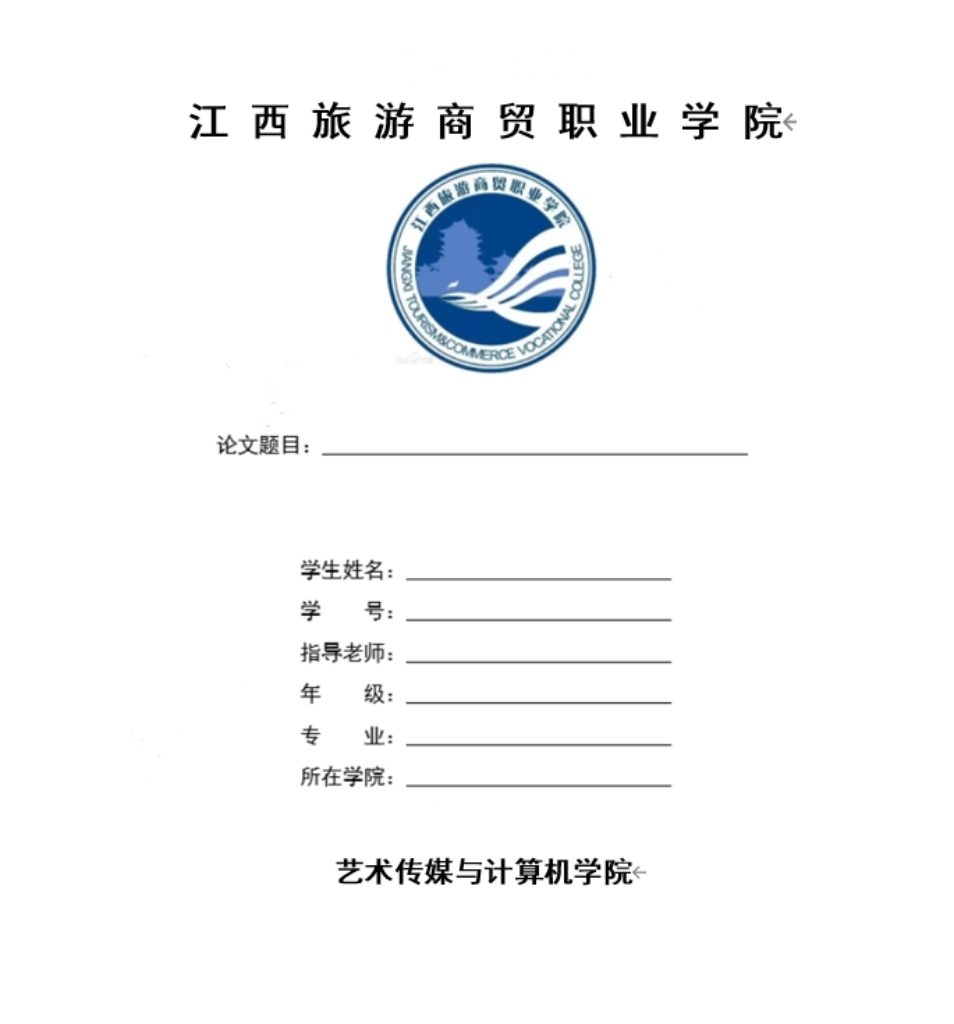 江西旅游商贸职业学院
江西旅游商贸职业学院
JIANGXI TOURISM&COMMERCE VOCATIONAL COLLEGE
论文题目：
学生姓名：
学 号：
指导老师：
年 级：
专 业：
所在学院：
艺术传媒与计算机学院